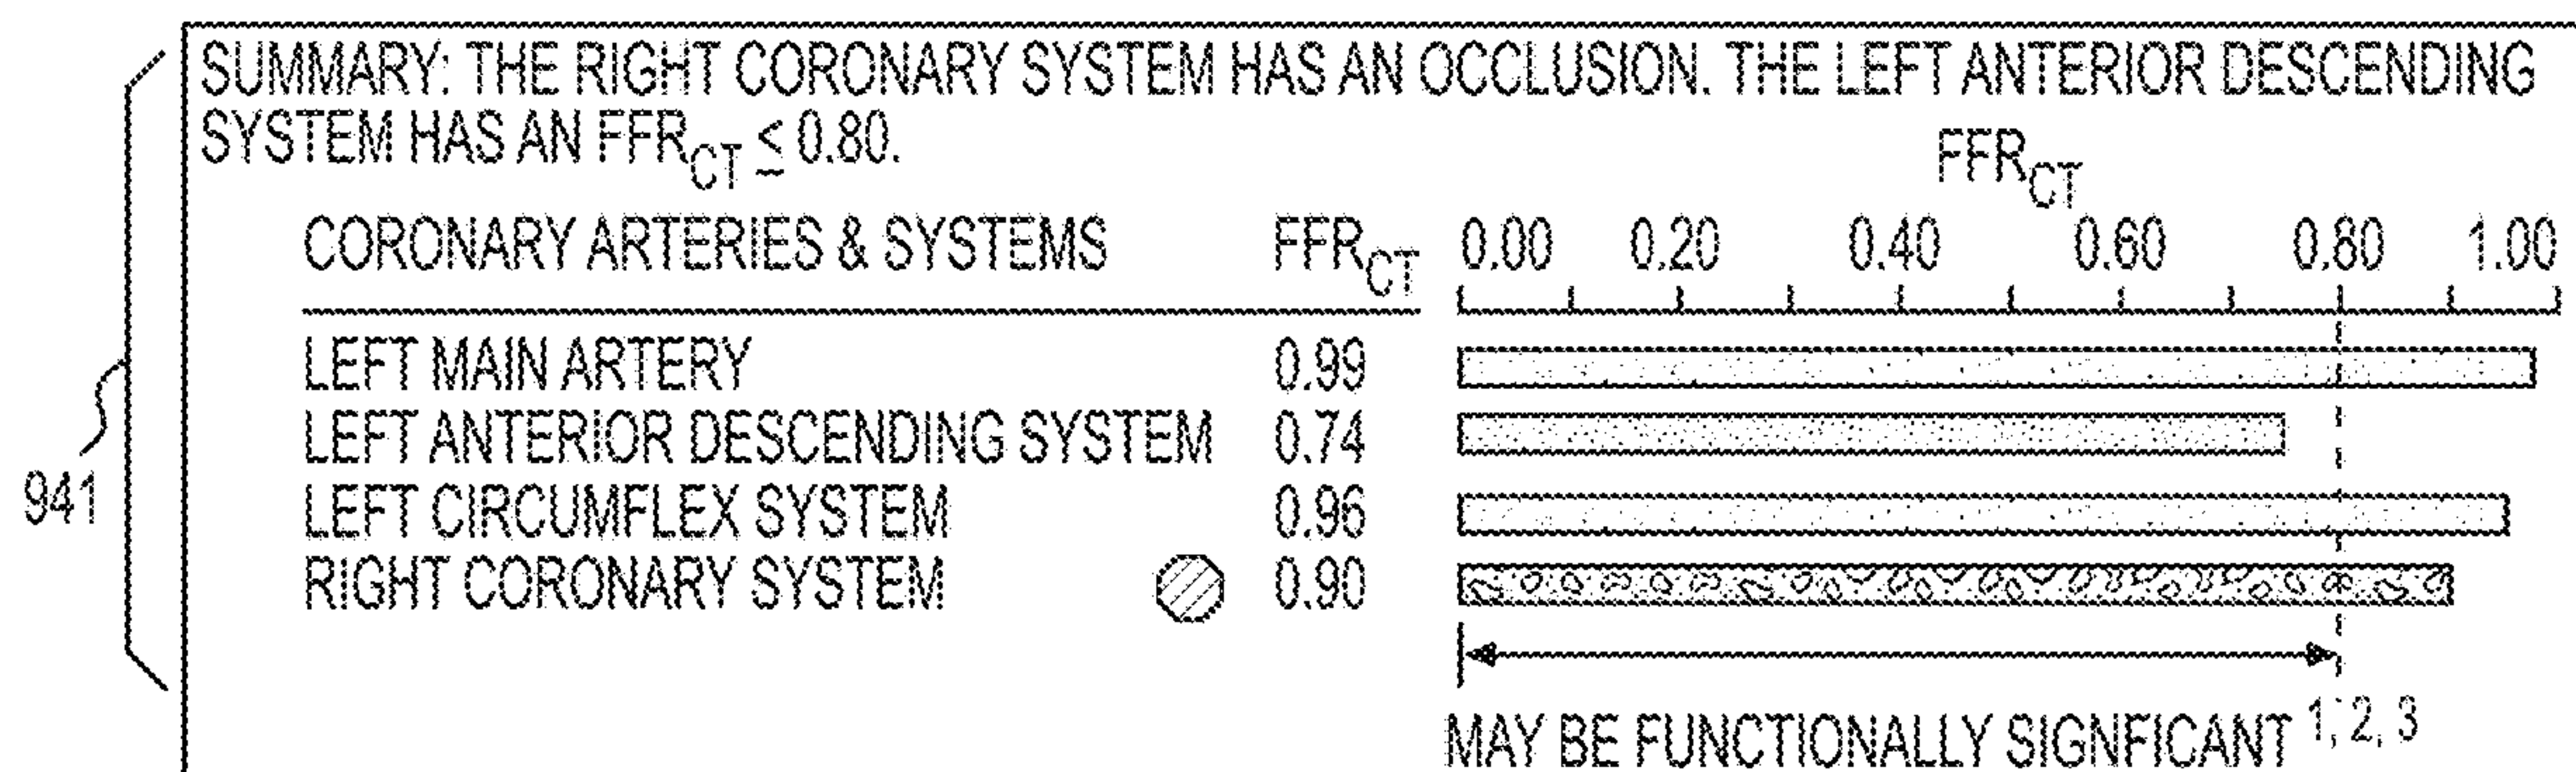 SUMMARY: THE RIGHT CORONARY SYSTEM HAS AN OCCLUSION. THE LEFT ANTERIOR DESCENDING
SYSTEM HAS AN FFRCT ≤ 0.80.
FFRCT
CORONARY ARTERIES & SYSTEMS FFRCT 0.00 0.20 0.40 0.60 0.80 1.00
LEFT MAIN ARTERY 0.99
LEFT ANTERIOR DESCENDING SYSTEM 0.74
941
LEFT CIRCUMFLEX SYSTEM 0.96
RIGHT CORONARY SYSTEM 0.90
MAY BE FUNCTIONALLY SIGNFICANT 1, 2, 3